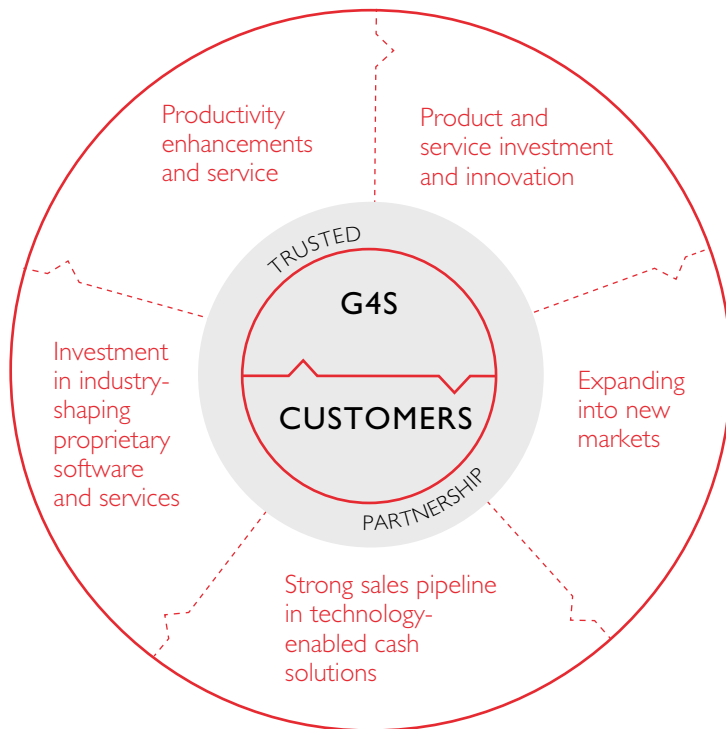 Productivity
enhancements
and service
Product and
service investment
and innovation
TRUSTED
G4S
CUSTOMERS
PARTNERSHIP
Investment
in industry-
shaping
proprietary
software
and services
Expanding
into new
markets
Strong sales pipeline
in technology-
enabled cash
solutions